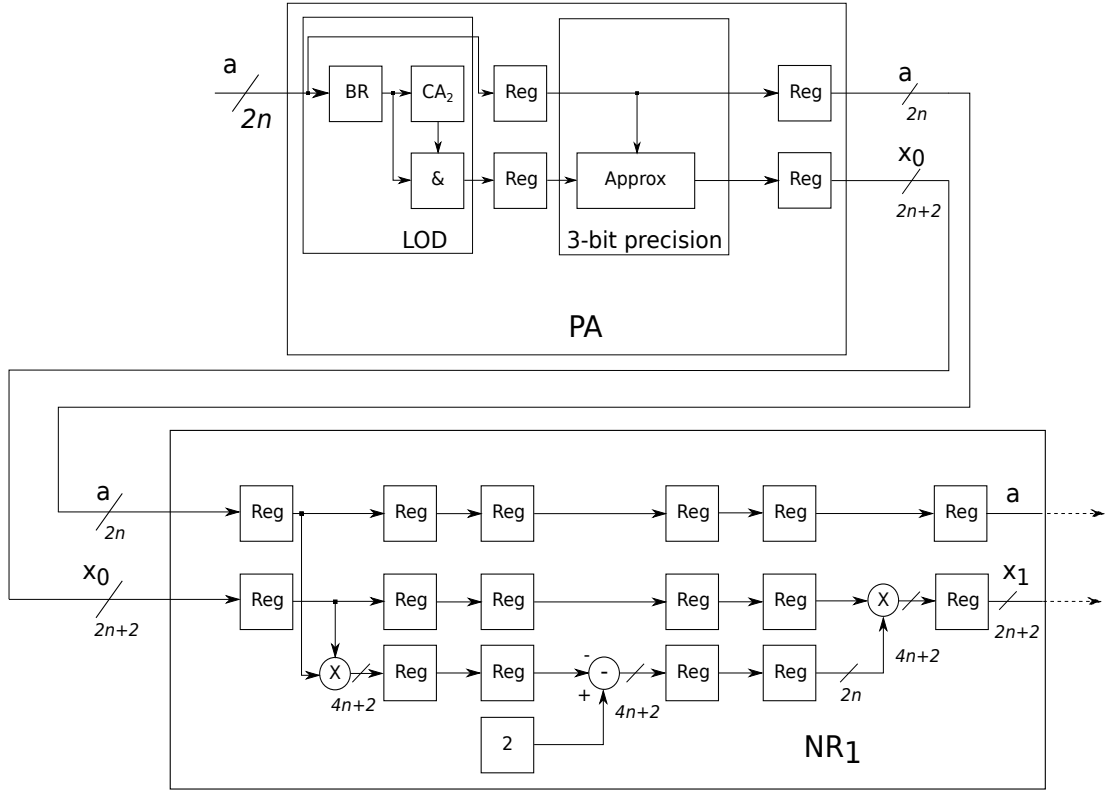 a
2n
BR
CA2
&
LOD
Reg
Reg
Approx
3-bit precision
Reg
Reg
PA
a
2n
x0
2n+2
a
2n
x0
2n+2
Reg Reg Reg Reg Reg Reg
a
Reg Reg Reg Reg Reg X Reg
x1
2n+2
4n+2
X
4n+2
Reg Reg
-
+
-
4n+2
Reg Reg
2n
2
NR1